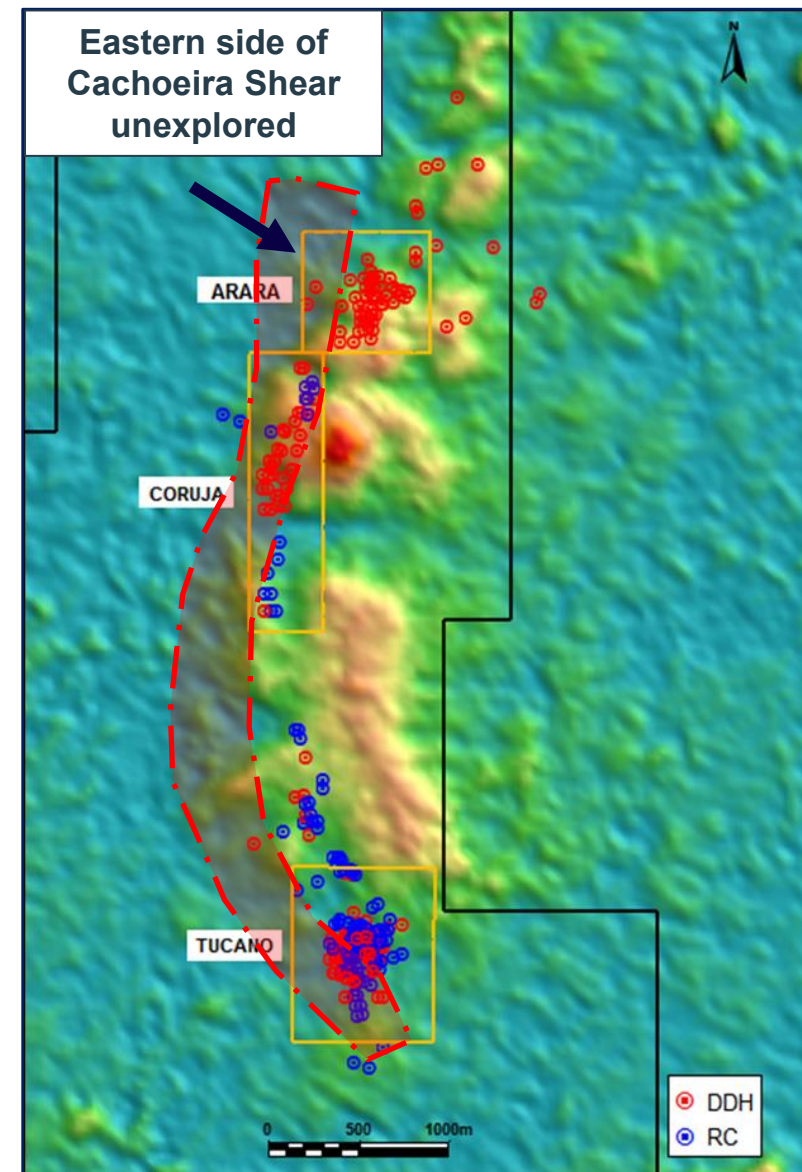 Eastern side of
Cachoeira Shear
unexplored
N
ARARA
CORUJA
TUCANO
0 500 1000m
DDH
RC